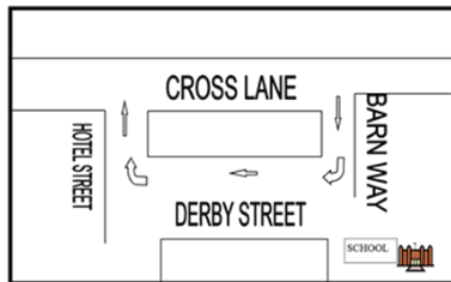 CROSS LANE
HOTEL STREET
BARN WAY
DERBY STREET
SCHOOL